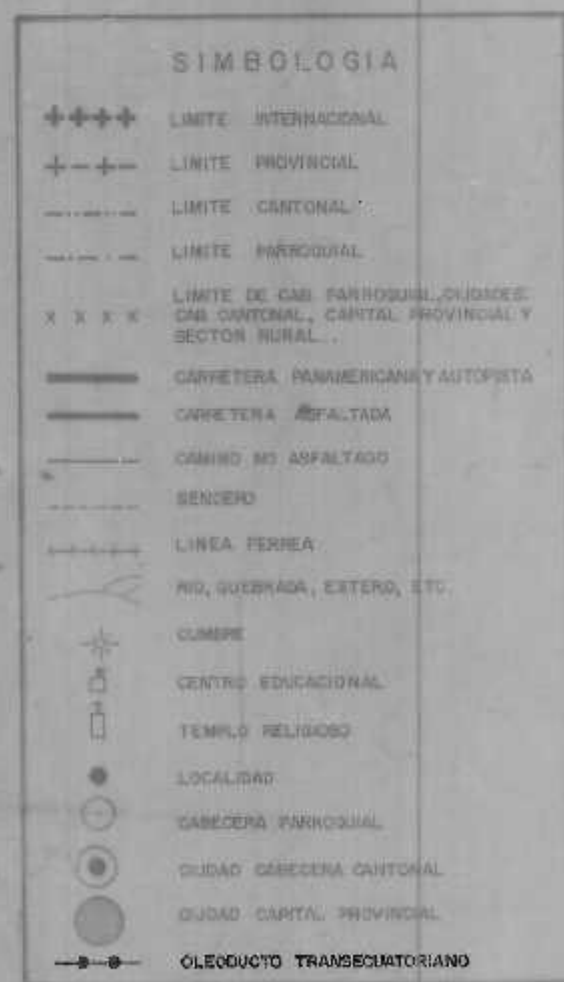 SIMBOLOGIA
LIMITE INTERNACIONAL
LIMITE PROVINCIAL
LIMITE CANTONAL
LIMITE PARROQUIAL
LIMITE DE CAB PARROQUIAL, CIUDADES.
CAB CANTONAL, CAPITAL PROVINCIAL Y
SECTOR RURAL..
CARRETERA PANAMERICANA Y AUTOPISTA
CARRETERA ASFALTADA
CAMINO NO ASFALTADO
SENDERO
LINEA FERREA
RIO, QUEBRADA, ESTERO, ETC.
CUMBRE
CENTRO EDUCACIONAL
TEMPLO RELIGIOSO
LOCALIDAD
CABECERA PARROQUIAL
CIUDAD CABECERA CANTONAL
CIUDAD CAPITAL PROVINCIAL
OLEODUCTO TRANSECUATORIANO